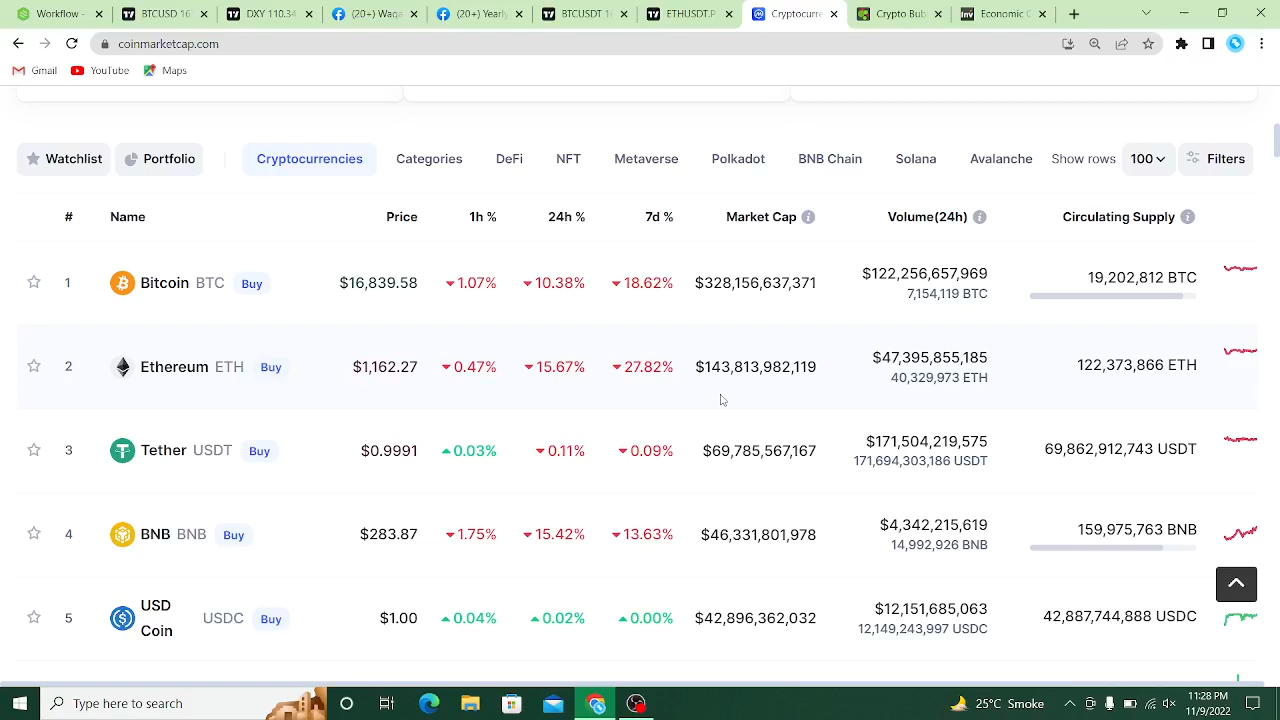 Workflow -
BTCUSD 16
DXY 110.34
(20+) Waqa
(20+) Yearly
BTCUSDT 16
ETHUSDT.P
Cryptocurre
Crypto Bub
Economic C
coinmarketcap.com
Gmail YouTube Maps
Watchlist Portfolio Cryptocurrencies Categories DeFi NFT Metaverse Polkadot BNB Chain Solana Avalanche Show rows 100 Filters
# Name Price 1h % 24h % 7d % Market Cap Volume(24h) Circulating Supply
1 Bitcoin BTC Buy $16,839.58 1.07% 10.38% 18.62% $328,156,637,371 $122,256,657,969 19,202,812 BTC
7,154,119 BTC
2 Ethereum ETH Buy $1,162.27 0.47% 15.67% 27.82% $143,813,982,119 $47,395,855,185 122,373,866 ETH
40,329,973 ETH
3 Tether USDT Buy $0.9991 0.03% 0.11% 0.09% $69,785,567,167 $171,504,219,575 69,862,912,743 USDT
171,694,303,186 USDT
4 BNB BNB Buy $283.87 1.75% 15.42% 13.63% $46,331,801,978 $4,342,215,619 159,975,763 BNB
14,992,926 BNB
5 USD Coin USDC Buy $1.00 0.04% 0.02% 0.00% $42,896,362,032 $12,151,685,063 42,887,744,888 USDC
12,149,243,997 USDC
Type here to search
25°C Smoke
11:28 PM
11/9/2022